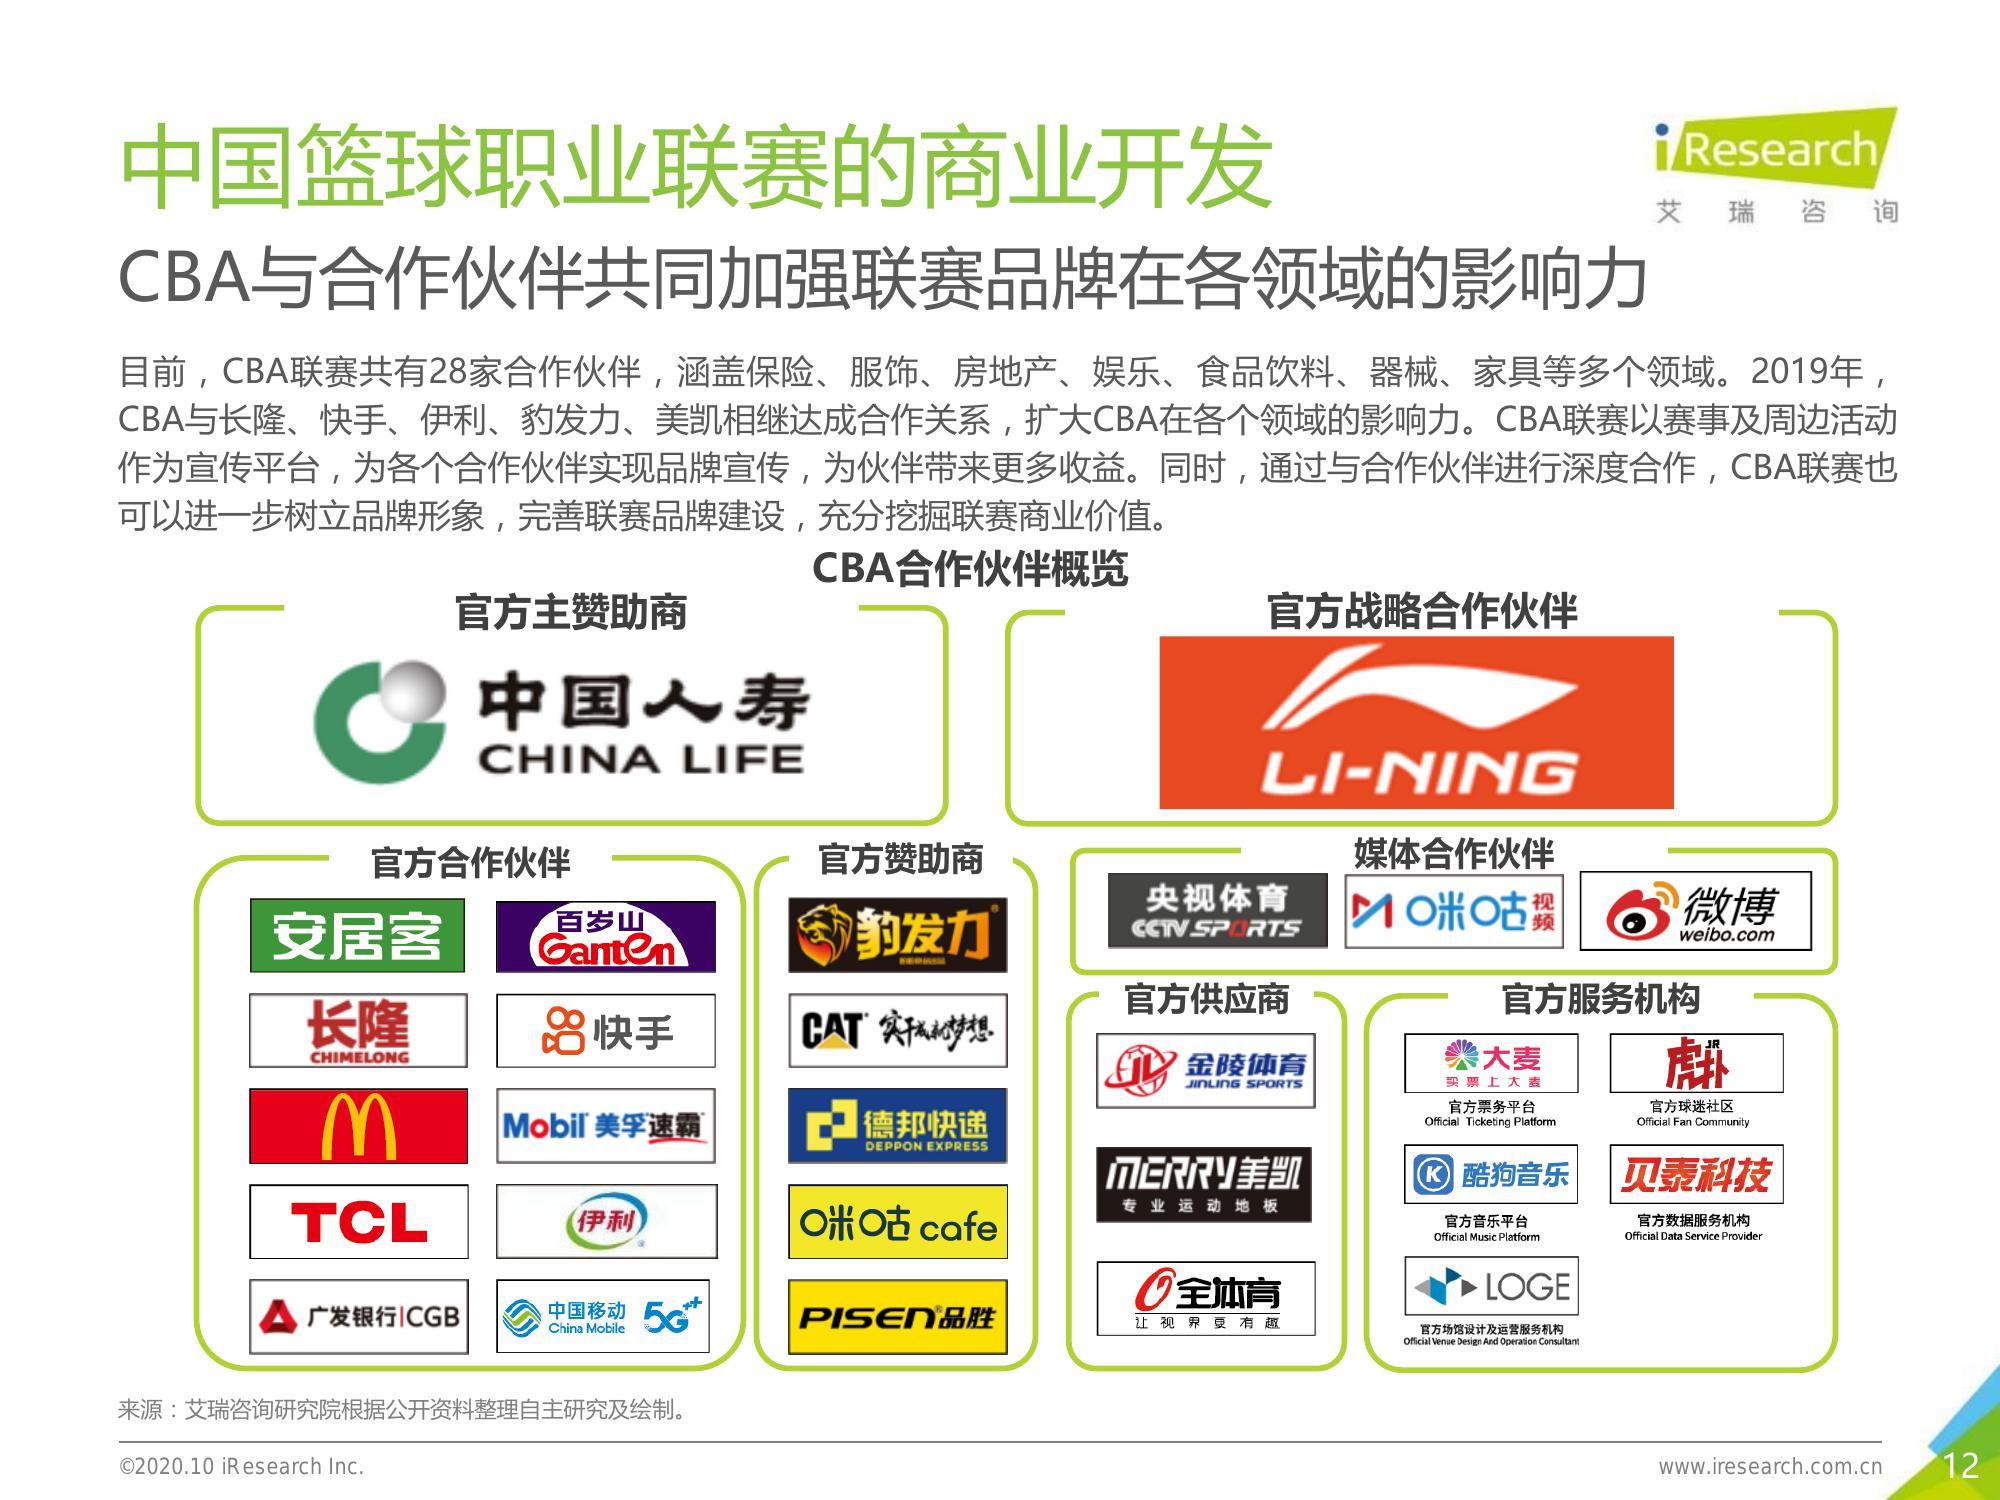 中国篮球职业联赛的商业开发
iResearch
艾瑞咨询
CBA与合作伙伴共同加强联赛品牌在各领域的影响力
目前，CBA联赛共有28家合作伙伴，涵盖保险、服饰、房地产、娱乐、食品饮料、器械、家具等多个领域。2019年，
CBA与长隆、快手、伊利、豹发力、美凯相继达成合作关系，扩大CBA在各个领域的影响力。CBA联赛以赛事及周边活动
作为宣传平台，为各个合作伙伴实现品牌宣传，为伙伴带来更多收益。同时，通过与合作伙伴进行深度合作，CBA联赛也
可以进一步树立品牌形象，完善联赛品牌建设，充分挖掘联赛商业价值。
CBA合作伙伴概览
官方主赞助商
中国人寿
CHINA LIFE
官方战略合作伙伴
LI-NING
官方合作伙伴
安居客
百岁山
Ganten
长隆
CHIMELONG
快手
Mobil 美孚速霸
TCL
伊利
广发银行|CGB
中国移动
China Mobile
5G++
官方赞助商
豹发力
CAT 实干成就梦想
德邦快递
DEPPON EXPRESS
咪咕 cafe
PISEN®品胜
媒体合作伙伴
央视体育
CCTV SPORTS
咪咕视频
微博
weibo.com
官方供应商
金陵体育
JINLING SPORTS
MERRY美凯
专业运动地板
全体育
让视界更有趣
官方服务机构
大麦
买票上大麦
官方票务平台
Official Ticketing Platform
虎扑
JR
官方球迷社区
Official Fan Community
酷狗音乐
官方音乐平台
Official Music Platform
贝泰科技
官方数据服务机构
Official Data Service Provider
LOGE
官方场馆设计及运营服务机构
Official Venue Design And Operation Consultant
来源：艾瑞咨询研究院根据公开资料整理自主研究及绘制。
©2020.10 iResearch Inc.
www.iresearch.com.cn
12